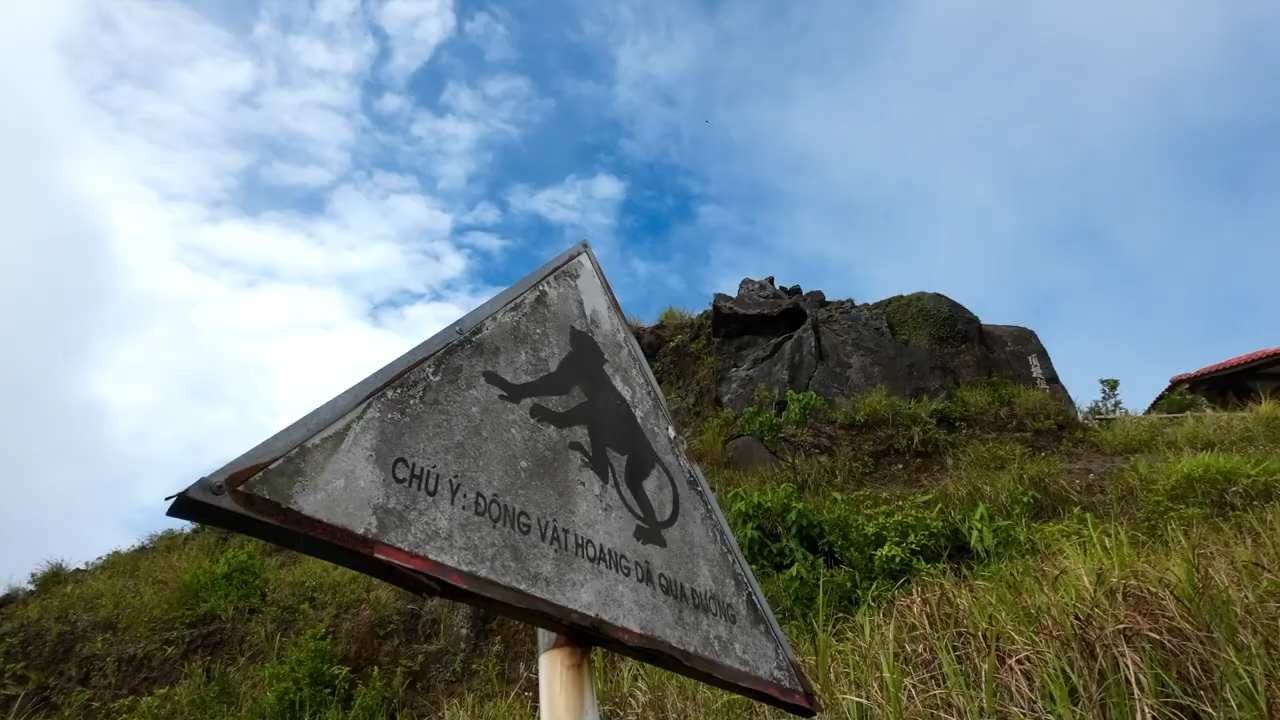 CHÚ Ý: ĐỘNG VẬT HOANG DÃ QUA ĐƯỜNG